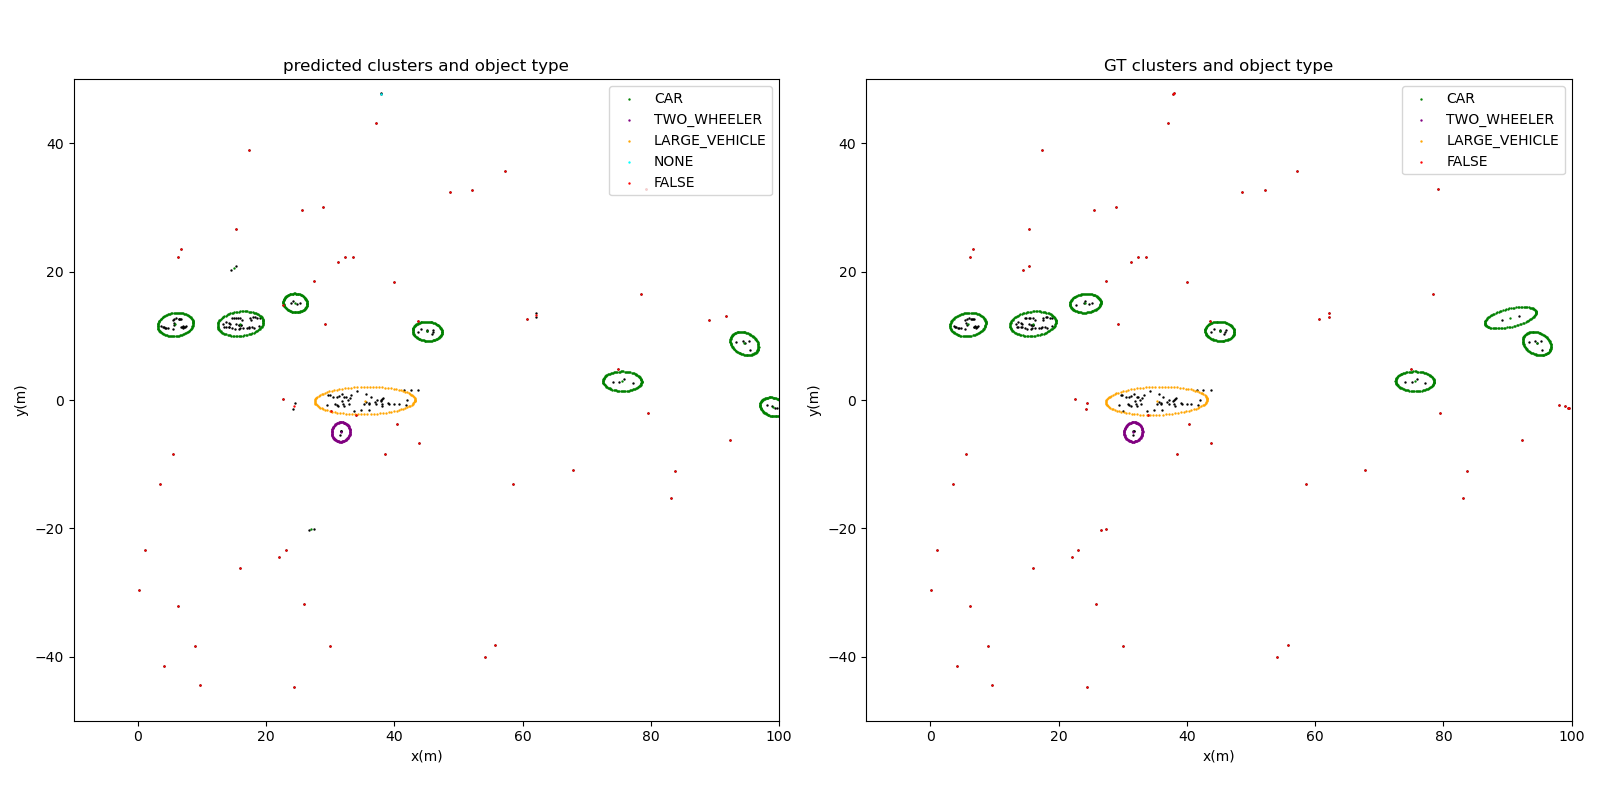 predicted clusters and object type
CAR
TWO_WHEELER
LARGE_VEHICLE
NONE
FALSE
40
20
0
−20
−40
y(m)
0
20
40
60
80
100
x(m)
GT clusters and object type
CAR
TWO_WHEELER
LARGE_VEHICLE
FALSE
40
20
0
−20
−40
y(m)
0
20
40
60
80
100
x(m)